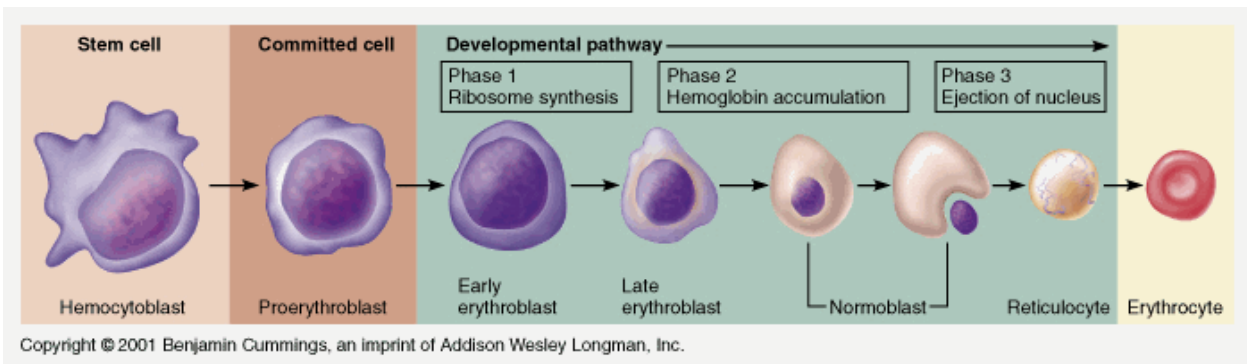 Stem cell
Committed cell
Developmental pathway
Phase 1
Ribosome synthesis
Phase 2
Hemoglobin accumulation
Phase 3
Ejection of nucleus
Hemocytoblast
Proerythroblast
Early
erythroblast
Late
erythroblast
Normoblast
Reticulocyte
Erythrocyte
Copyright © 2001 Benjamin Cummings, an imprint of Addison Wesley Longman, Inc.